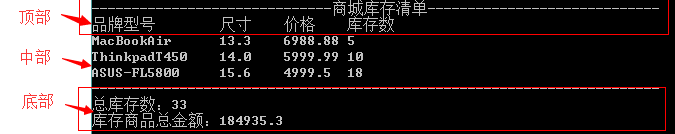 商城库存清单
顶部
品牌型号 尺寸 价格 库存数
MacBookAir 13.3 6988.88 5
中部
ThinkpadT450 14.0 5999.99 10
ASUS-FL5800 15.6 4999.5 18
底部
总库存数：33
库存商品总金额：184935.3